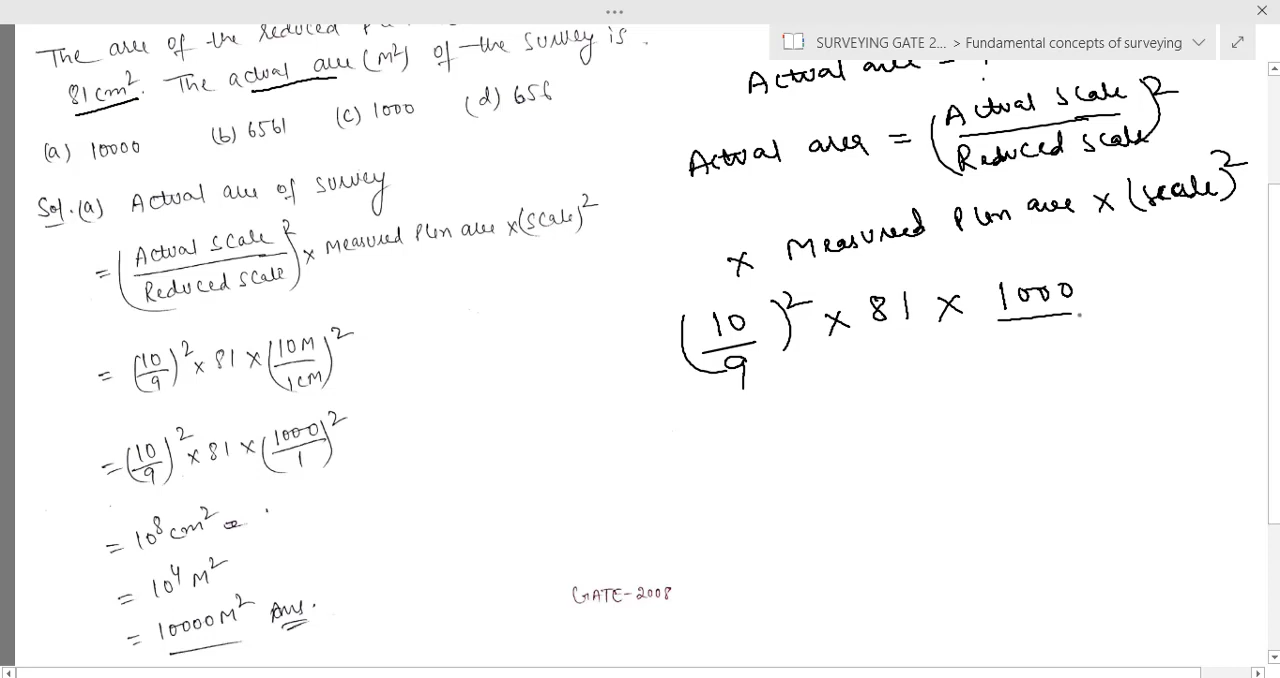 SURVEYING GATE 2... > Fundamental concepts of surveying
The area of the reduced
81 cm². The actual area (m²) of the survey is.
(a) 10000 (b) 6561 (c) 1000 (d) 656
Sol. (a) Actual area of survey
= (Actual scale / Reduced scale)² × Measured Plan area × (scale)²
= (10/9)² × 81 × (10M/1CM)²
= (10/9)² × 81 × (1000/1)²
= 10⁸ cm² =
= 10⁴ M²
= 10000 M² Ans.
Actual area = ?
Actual area = (Actual scale / Reduced scale)²
× Measured Plan area × (scale)²
(10/9)² × 81 × 1000
GATE-2008